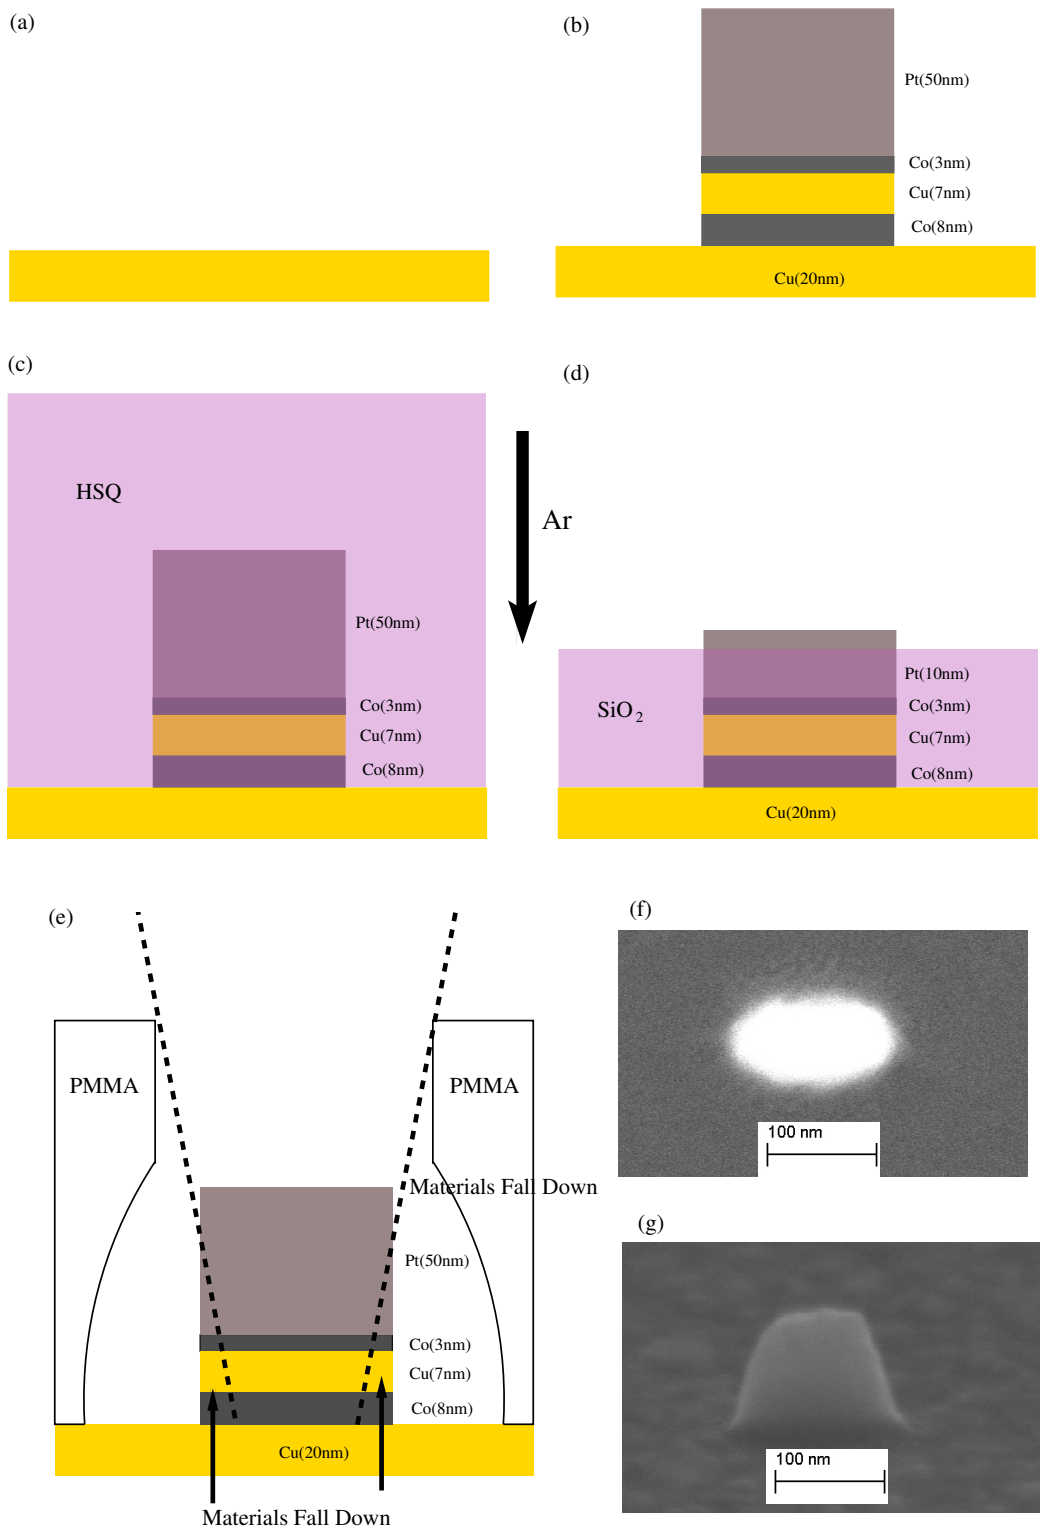 (a)
(b)
Pt(50nm)
Co(3nm)
Cu(7nm)
Co(8nm)
Cu(20nm)
(c)
HSQ
Pt(50nm)
Co(3nm)
Cu(7nm)
Co(8nm)
Ar
(d)
SiO2
Pt(10nm)
Co(3nm)
Cu(7nm)
Co(8nm)
Cu(20nm)
(e)
PMMA
PMMA
Materials Fall Down
Pt(50nm)
Co(3nm)
Cu(7nm)
Co(8nm)
Cu(20nm)
Materials Fall Down
(f)
100 nm
(g)
100 nm